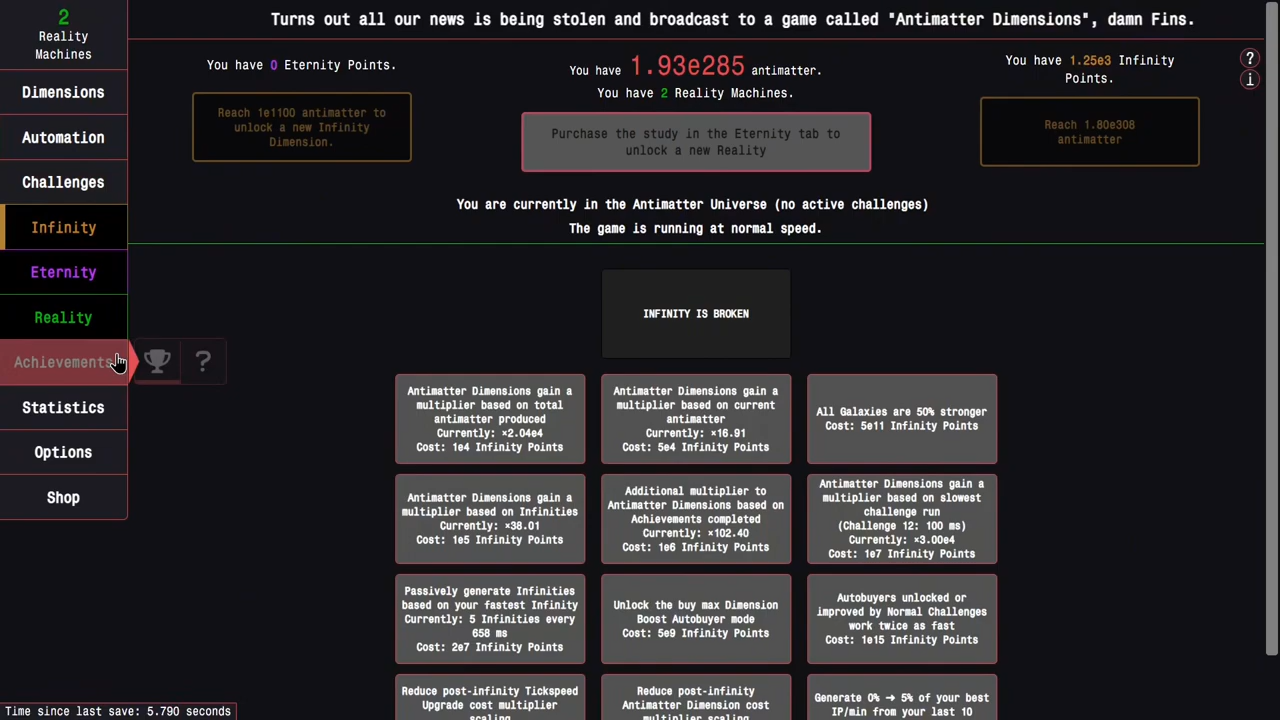 2
Reality
Machines
Dimensions
Automation
Challenges
Infinity
Eternity
Reality
Achievements
?
Statistics
Options
Shop
Time since last save: 5.790 seconds
Turns out all our news is being stolen and broadcast to a game called "Antimatter Dimensions", damn Fins.
You have 0 Eternity Points.
Reach 1e1100 antimatter to
unlock a new Infinity
Dimension.
You have 1.93e285 antimatter.
You have 2 Reality Machines.
Purchase the study in the Eternity tab to
unlock a new Reality
You have 1.25e3 Infinity
Points.
Reach 1.80e308
antimatter
?
i
You are currently in the Antimatter Universe (no active challenges)
The game is running at normal speed.
INFINITY IS BROKEN
Antimatter Dimensions gain a
multiplier based on total
antimatter produced
Currently: ×2.04e4
Cost: 1e4 Infinity Points
Antimatter Dimensions gain a
multiplier based on current
antimatter
Currently: ×16.91
Cost: 5e4 Infinity Points
All Galaxies are 50% stronger
Cost: 5e11 Infinity Points
Antimatter Dimensions gain a
multiplier based on Infinities
Currently: ×38.01
Cost: 1e5 Infinity Points
Additional multiplier to
Antimatter Dimensions based on
Achievements completed
Currently: ×102.40
Cost: 1e6 Infinity Points
Antimatter Dimensions gain a
multiplier based on slowest
challenge run
(Challenge 12: 100 ms)
Currently: ×3.00e4
Cost: 1e7 Infinity Points
Passively generate Infinities
based on your fastest Infinity
Currently: 5 Infinities every
658 ms
Cost: 2e7 Infinity Points
Unlock the buy max Dimension
Boost Autobuyer mode
Cost: 5e9 Infinity Points
Autobuyers unlocked or
improved by Normal Challenges
work twice as fast
Cost: 1e15 Infinity Points
Reduce post-infinity Tickspeed
Upgrade cost multiplier
scaling
Reduce post-infinity
Antimatter Dimension cost
multiplier scaling
Generate 0% → 5% of your best
IP/min from your last 10